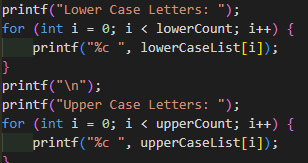 printf("Lower Case Letters: ");
for (int i = 0; i < lowerCount; i++) {
    printf("%c ", lowerCaseList[i]);
}
printf("\n");
printf("Upper Case Letters: ");
for (int i = 0; i < upperCount; i++) {
    printf("%c ", upperCaseList[i]);
}